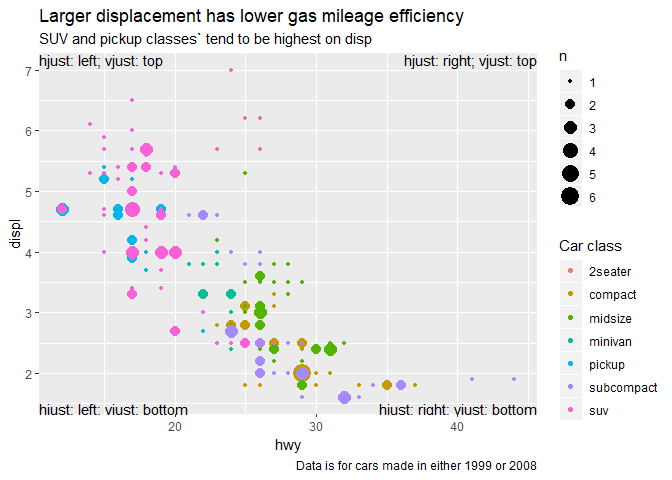 Larger displacement has lower gas mileage efficiency
SUV and pickup classes` tend to be highest on disp
hjust: left; vjust: top
hjust: right; vjust: top
7
6
5
4
3
2
displ
hjust: left; vjust: bottom
hjust: right; vjust: bottom
20
30
40
hwy
Data is for cars made in either 1999 or 2008
n
1
2
3
4
5
6
Car class
2seater
compact
midsize
minivan
pickup
subcompact
suv